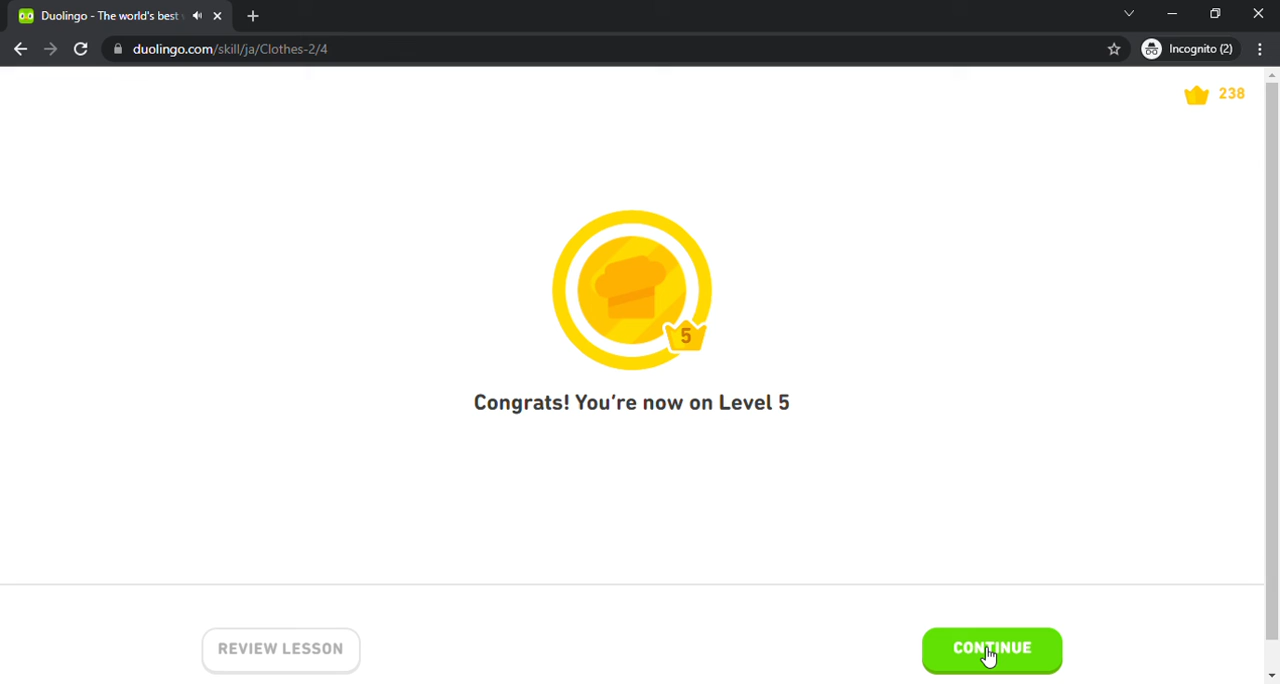 Duolingo - The world's best
duolingo.com/skill/ja/Clothes-2/4
Incognito (2)
238
5
Congrats! You're now on Level 5
REVIEW LESSON
CONTINUE